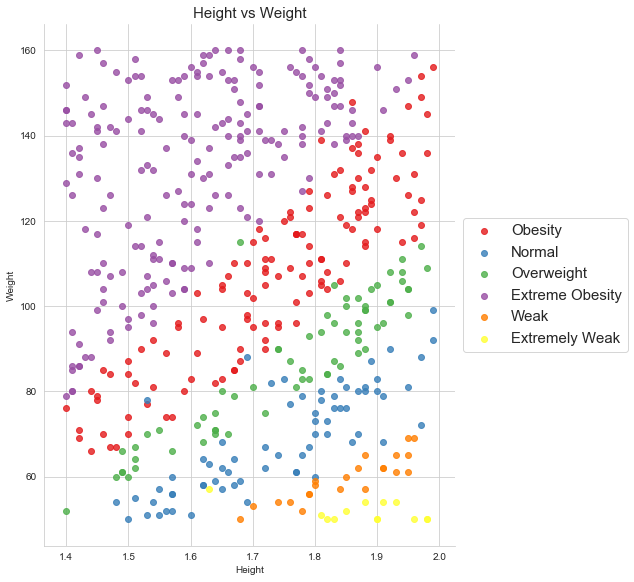 Height vs Weight
160
140
120
100
80
60
Weight
1.4 1.5 1.6 1.7 1.8 1.9 2.0
Height
Obesity
Normal
Overweight
Extreme Obesity
Weak
Extremely Weak